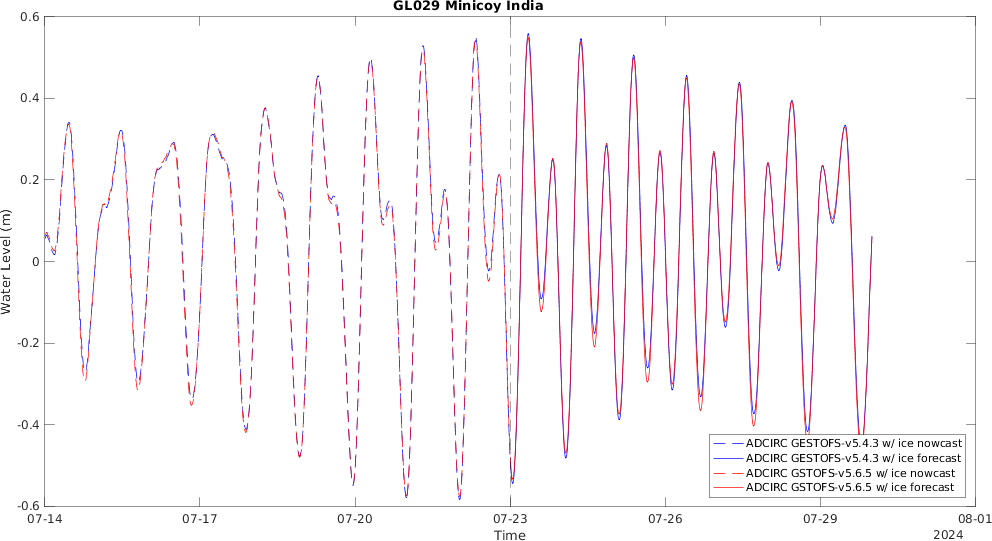 GL029 Minicoy India
0.6
0.4
0.2
0
-0.2
-0.4
-0.6
Water Level (m)
ADCIRC GESTOFS-v5.4.3 w/ ice nowcast
ADCIRC GESTOFS-v5.4.3 w/ ice forecast
ADCIRC GSTOFS-v5.6.5 w/ ice nowcast
ADCIRC GSTOFS-v5.6.5 w/ ice forecast
07-14 07-17 07-20 07-23 07-26 07-29 08-01
Time
2024